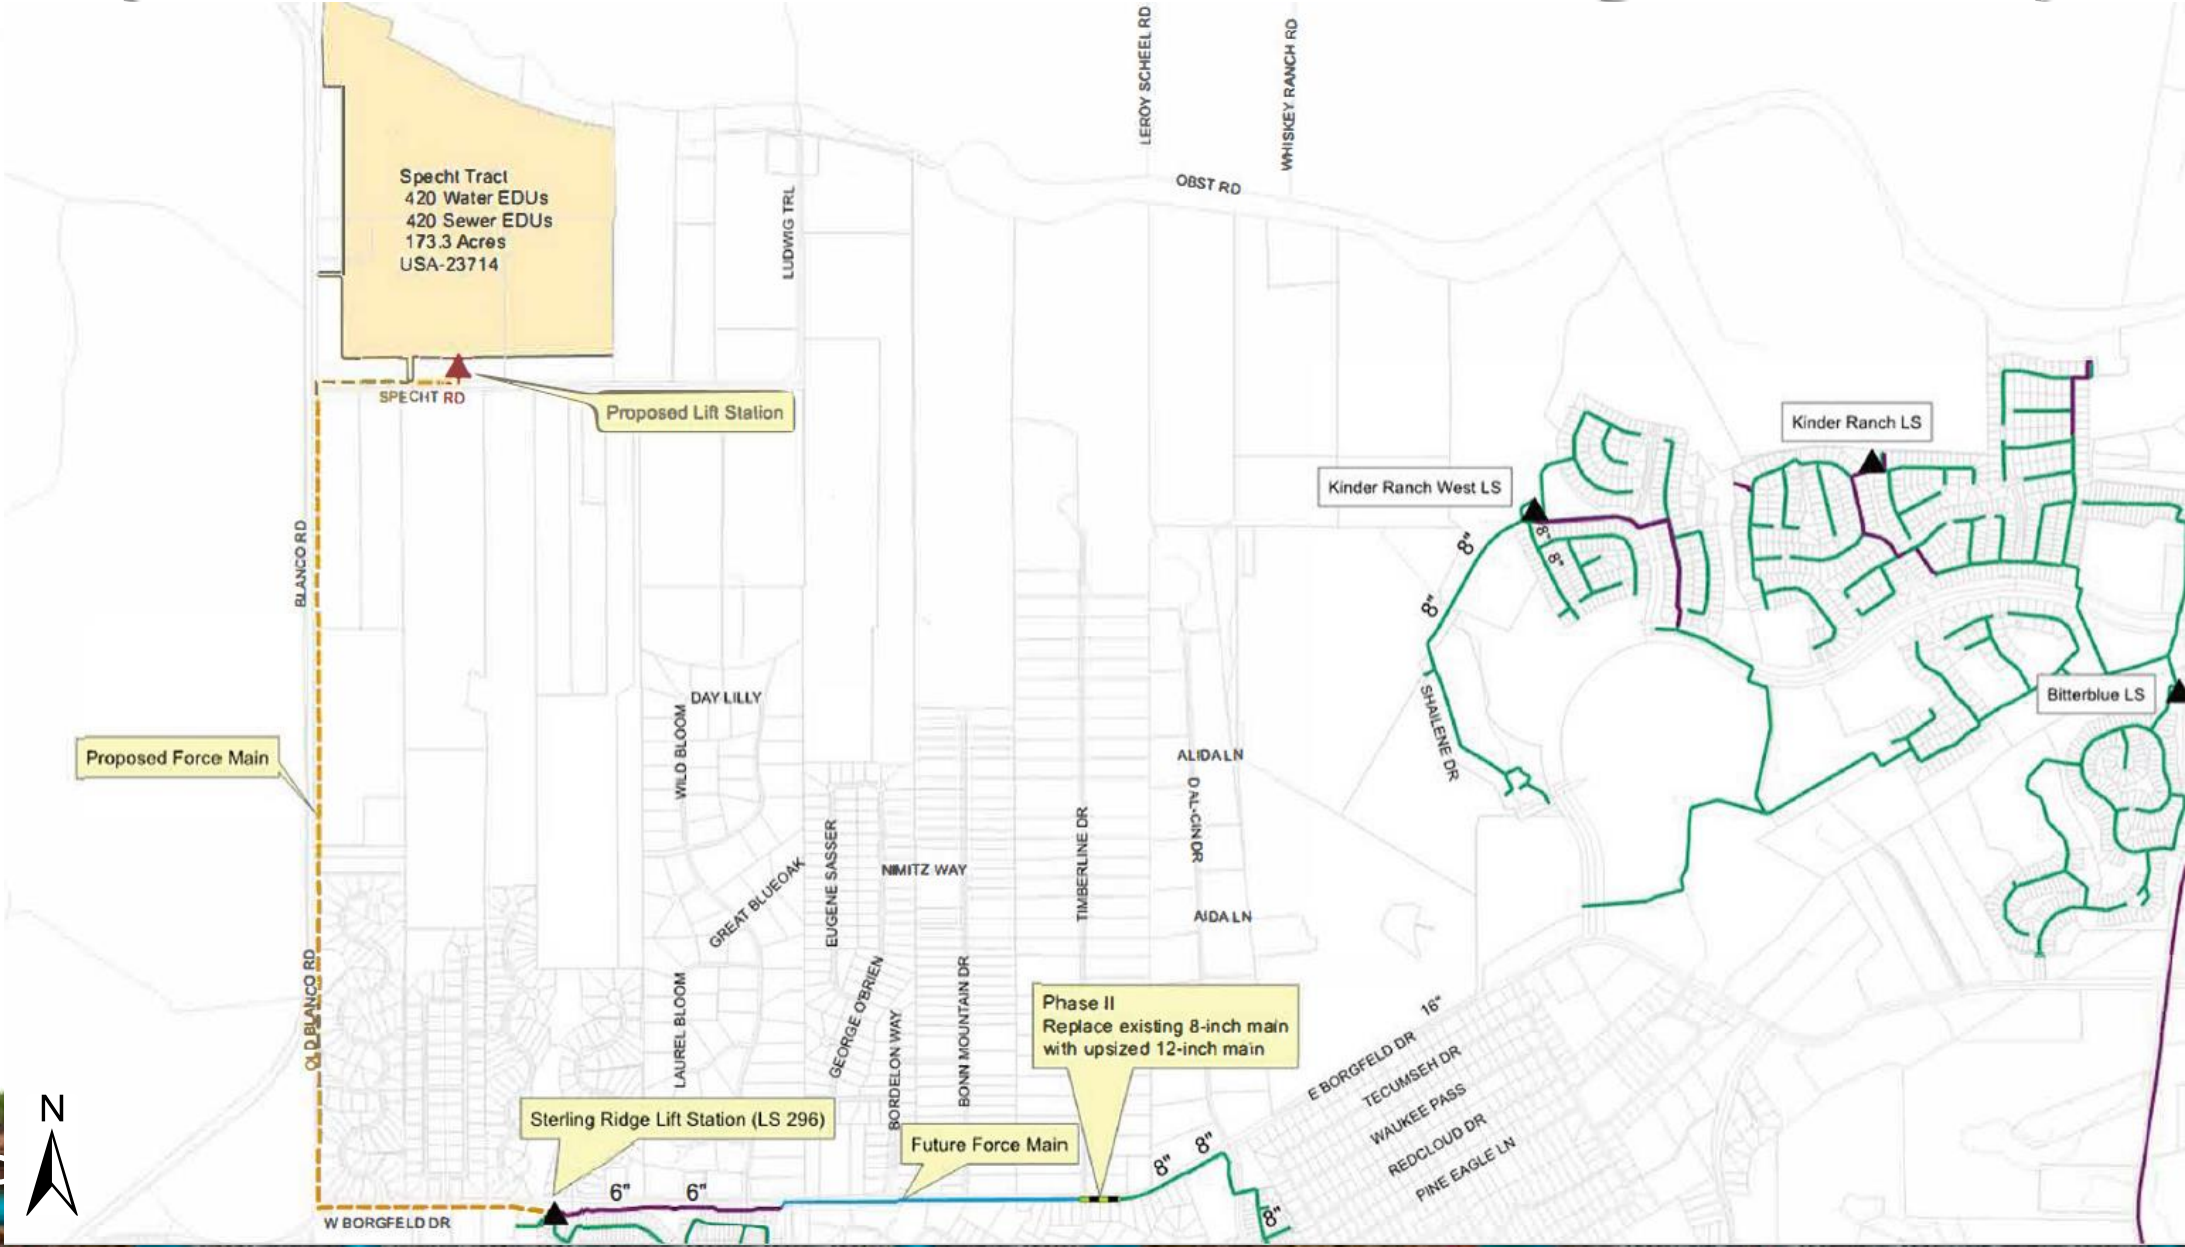 LEROY SCHEEL RD
WHISKEY RANCH RD
OBST RD
Specht Tract
420 Water EDUs
420 Sewer EDUs
173.3 Acres
USA-23714
LUDWIG TRL
SPECHT RD
Proposed Lift Station
Kinder Ranch LS
Kinder Ranch West LS
8"
8"
8"
8"
BLANCO RD
SHAILENE DR
Bitterblue LS
DAY LILLY
WILD BLOOM
Proposed Force Main
ALIDA LN
DAL-CIN DR
GREAT BLUEOAK
EUGENE SASSER
NIMITZ WAY
TIMBERLINE DR
AIDA LN
OLD BLANCO RD
LAUREL BLOOM
GEORGE O'BRIEN
BORDELON WAY
BONN MOUNTAIN DR
Phase II
Replace existing 8-inch main
with upsized 12-inch main
16"
E BORGFELD DR
TECUMSEH DR
WAUKEE PASS
REDCLOUD DR
PINE EAGLE LN
N
Sterling Ridge Lift Station (LS 296)
Future Force Main
8"
8"
6"
6"
8"
W BORGFELD DR